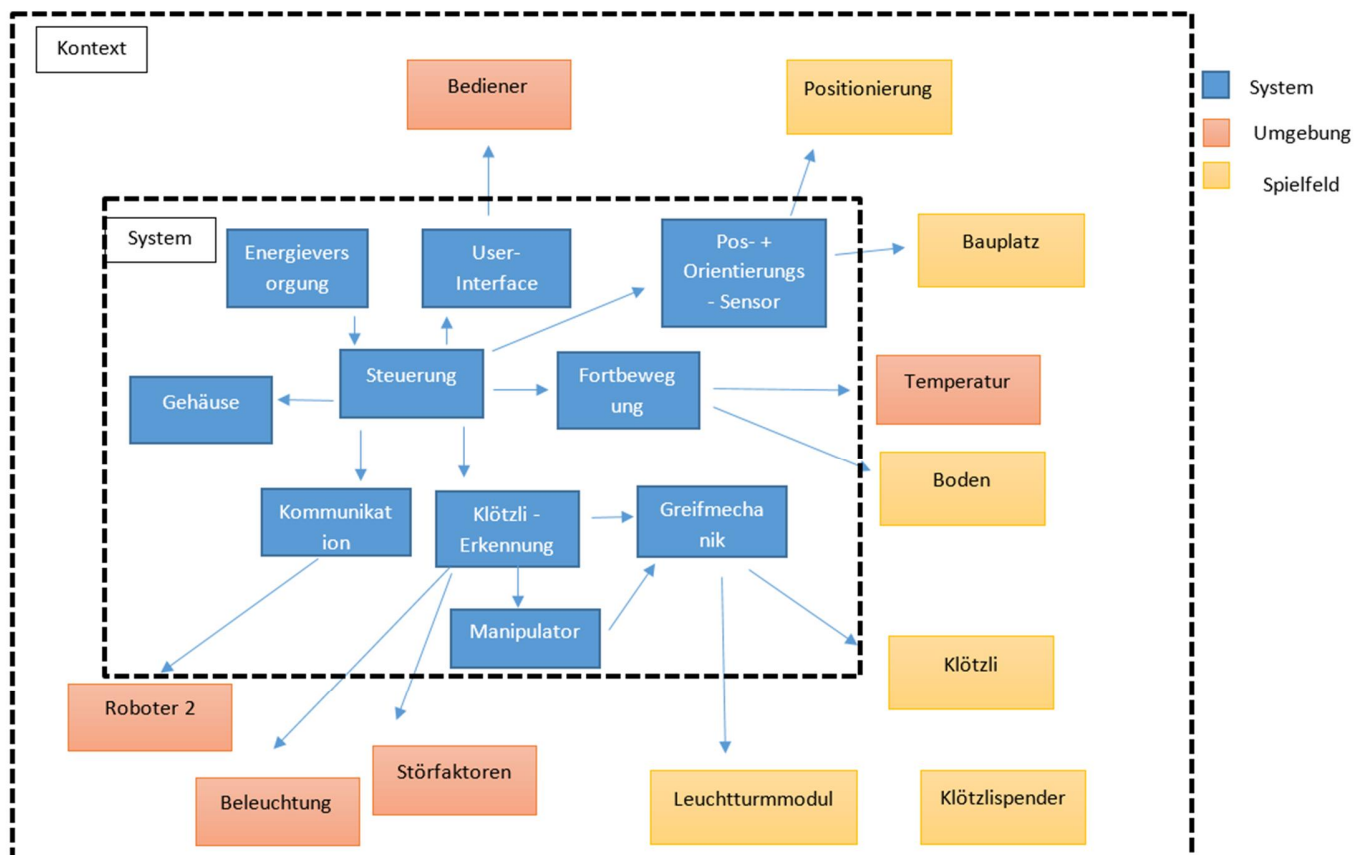 Kontext
Bediener
Positionierung
System
Umgebung
Spielfeld
System
Energievers
orgung
User-
Interface
Pos- +
Orientierungs
- Sensor
Bauplatz
Steuerung
Fortbeweg
ung
Temperatur
Gehäuse
Boden
Kommunikat
ion
Klötzli -
Erkennung
Greifmecha
nik
Manipulator
Klötzli
Roboter 2
Beleuchtung
Störfaktoren
Leuchtturmmodul
Klötzlispender